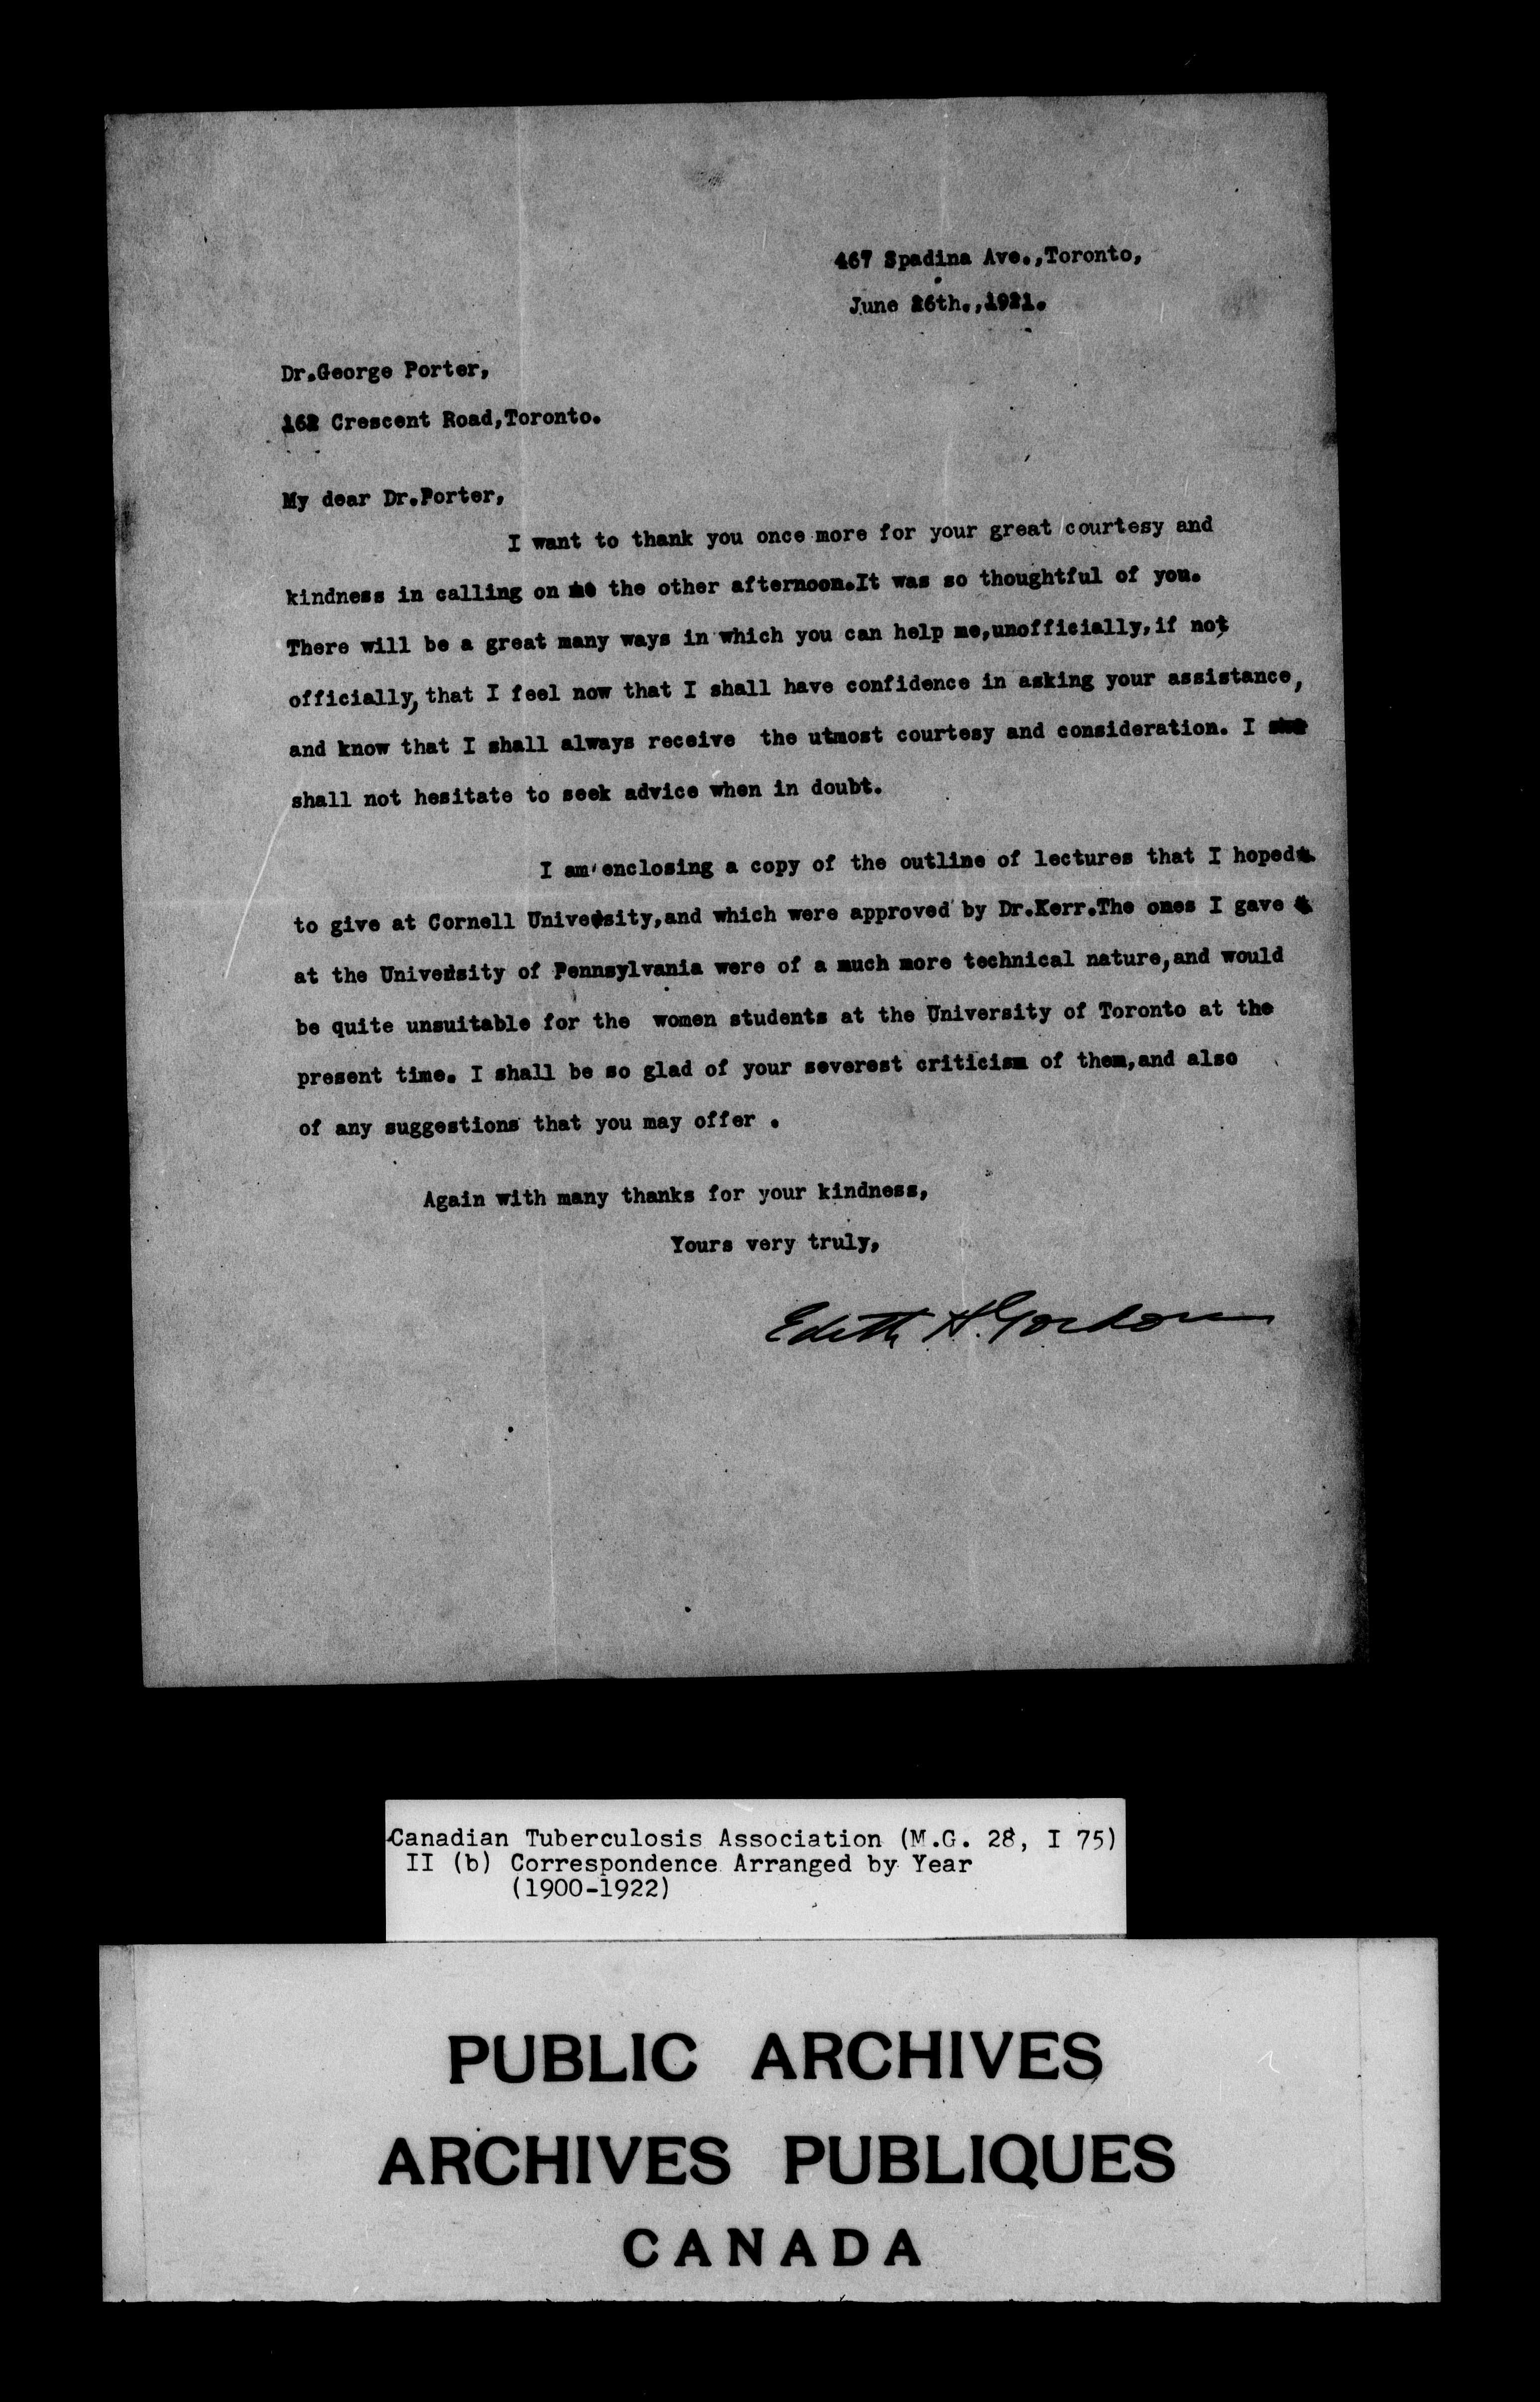 467 Spadina Ave.,Toronto,
June 26th.,1921.
Dr.George Porter,
162 Crescent Road,Toronto.
My dear Dr.Porter,
I want to thank you once more for your great courtesy and
kindness in calling on me the other afternoon.It was so thoughtful of you.
There will be a great many ways in which you can help me,unofficially,if not
officially, that I feel now that I shall have confidence in asking your assistance,
and know that I shall always receive the utmost courtesy and consideration. I
shall not hesitate to seek advice when in doubt.
I am enclosing a copy of the outline of lectures that I hoped
to give at Cornell University,and which were approved by Dr.Kerr.The ones I gave
at the University of Pennsylvania were of a much more technical nature,and would
be quite unsuitable for the women students at the University of Toronto at the
present time. I shall be so glad of your severest criticism of them,and also
of any suggestions that you may offer .
Again with many thanks for your kindness,
Yours very truly,
Edith H. Gordon
Canadian Tuberculosis Association (M.G. 28, I 75)
II (b) Correspondence Arranged by Year
(1900-1922)
PUBLIC ARCHIVES
ARCHIVES PUBLIQUES
CANADA